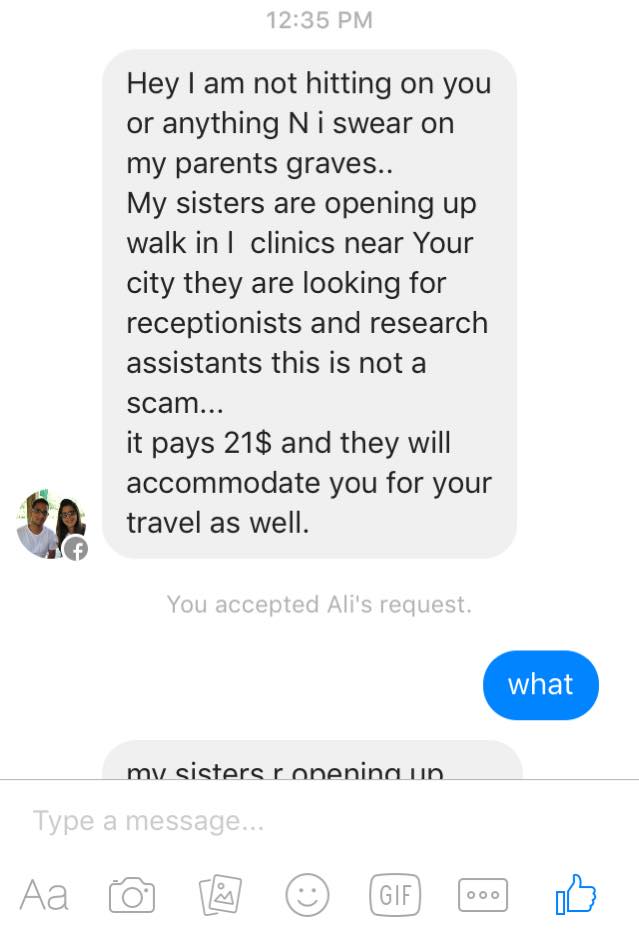 12:35 PM
Hey I am not hitting on you
or anything N i swear on
my parents graves..
My sisters are opening up
walk in l  clinics near Your
city they are looking for
receptionists and research
assistants this is not a
scam...
it pays 21$ and they will
accommodate you for your
travel as well.
You accepted Ali's request.
what
my sisters r opening up
Type a message...
Aa
GIF